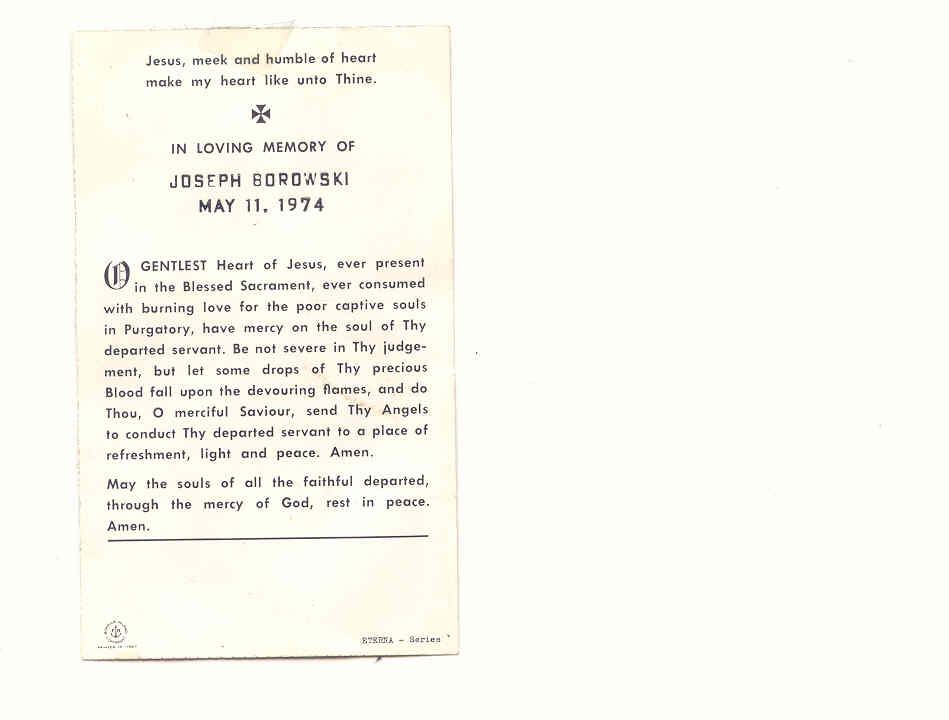 Jesus, meek and humble of heart
make my heart like unto Thine.
IN LOVING MEMORY OF
JOSEPH BOROWSKI
MAY 11, 1974
O GENTLEST Heart of Jesus, ever present
in the Blessed Sacrament, ever consumed
with burning love for the poor captive souls
in Purgatory, have mercy on the soul of Thy
departed servant. Be not severe in Thy judge-
ment, but let some drops of Thy precious
Blood fall upon the devouring flames, and do
Thou, O merciful Saviour, send Thy Angels
to conduct Thy departed servant to a place of
refreshment, light and peace. Amen.
May the souls of all the faithful departed,
through the mercy of God, rest in peace.
Amen.
PRINTED IN ITALY
ETERNA - Series